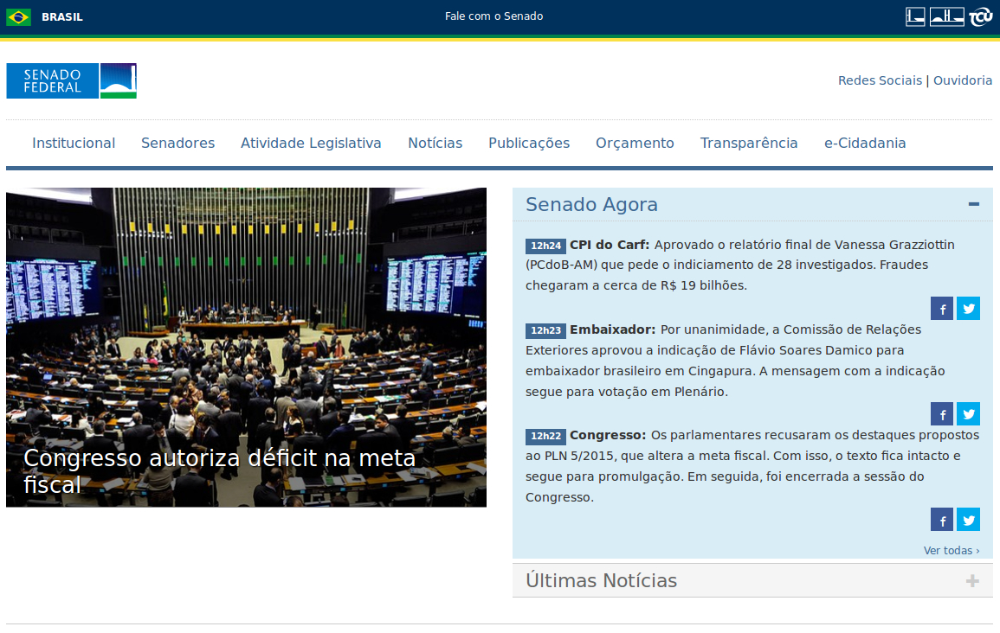 BRASIL
Fale com o Senado
TCU
SENADO
FEDERAL
Redes Sociais | Ouvidoria
Institucional Senadores Atividade Legislativa Notícias Publicações Orçamento Transparência e-Cidadania
Congresso autoriza déficit na meta
fiscal
Senado Agora
12h24 CPI do Carf: Aprovado o relatório final de Vanessa Grazziottin
(PCdoB-AM) que pede o indiciamento de 28 investigados. Fraudes
chegaram a cerca de R$ 19 bilhões.
12h23 Embaixador: Por unanimidade, a Comissão de Relações
Exteriores aprovou a indicação de Flávio Soares Damico para
embaixador brasileiro em Cingapura. A mensagem com a indicação
segue para votação em Plenário.
12h22 Congresso: Os parlamentares recusaram os destaques propostos
ao PLN 5/2015, que altera a meta fiscal. Com isso, o texto fica intacto e
segue para promulgação. Em seguida, foi encerrada a sessão do
Congresso.
Ver todas ›
Últimas Notícias